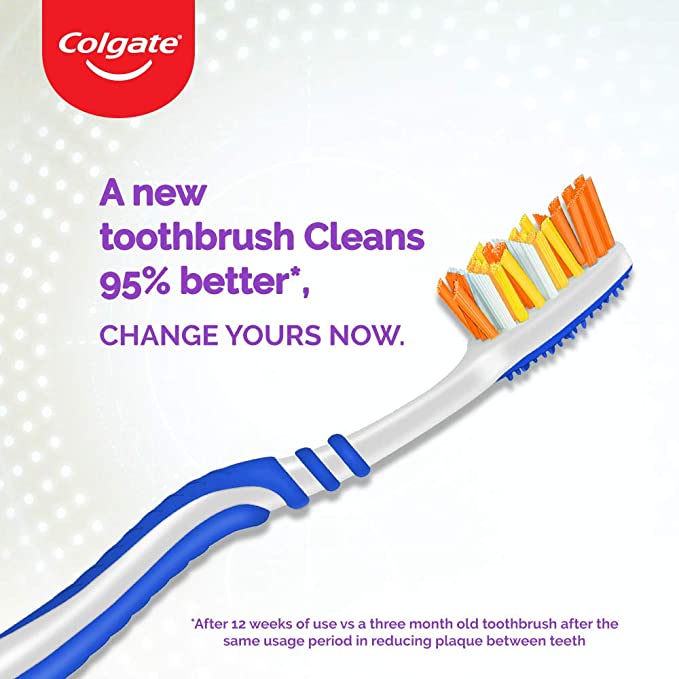 Colgate®
A new
toothbrush Cleans
95% better*,
CHANGE YOURS NOW.
*After 12 weeks of use vs a three month old toothbrush after the
same usage period in reducing plaque between teeth